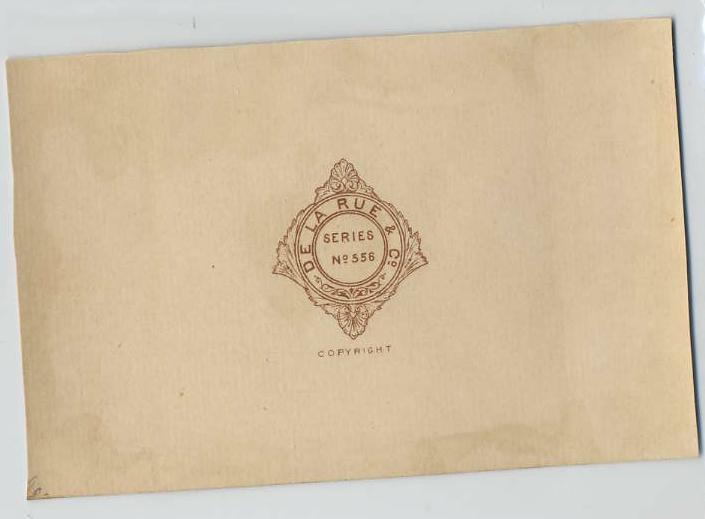 DE LA RUE & Cº
SERIES
Nº 556
COPYRIGHT